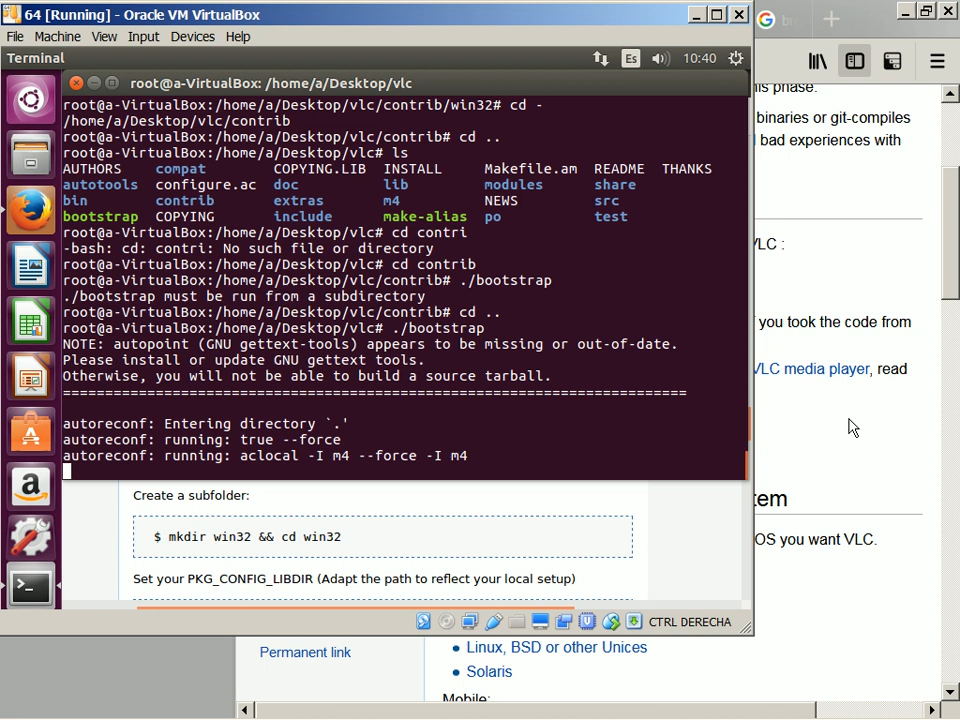 64 [Running] - Oracle VM VirtualBox
File Machine View Input Devices Help
Terminal
Es
10:40
root@a-VirtualBox: /home/a/Desktop/vlc
root@a-VirtualBox:/home/a/Desktop/vlc/contrib/win32# cd -
/home/a/Desktop/vlc/contrib
root@a-VirtualBox:/home/a/Desktop/vlc/contrib# cd ..
root@a-VirtualBox:/home/a/Desktop/vlc# ls
AUTHORS compat COPYING.LIB INSTALL Makefile.am README THANKS
autotools configure.ac doc lib modules share
bin contrib extras m4 NEWS src
bootstrap COPYING include make-alias po test
root@a-VirtualBox:/home/a/Desktop/vlc# cd contri
-bash: cd: contri: No such file or directory
root@a-VirtualBox:/home/a/Desktop/vlc# cd contrib
root@a-VirtualBox:/home/a/Desktop/vlc/contrib# ./bootstrap
./bootstrap must be run from a subdirectory
root@a-VirtualBox:/home/a/Desktop/vlc/contrib# cd ..
root@a-VirtualBox:/home/a/Desktop/vlc# ./bootstrap
NOTE: autopoint (GNU gettext-tools) appears to be missing or out-of-date.
Please install or update GNU gettext tools.
Otherwise, you will not be able to build a source tarball.
==========================================================================
autoreconf: Entering directory `.'
autoreconf: running: true --force
autoreconf: running: aclocal -I m4 --force -I m4
Create a subfolder:
$ mkdir win32 && cd win32
Set your PKG_CONFIG_LIBDIR (Adapt the path to reflect your local setup)
CTRL DERECHA
this phase.
binaries or git-compiles
bad experiences with
VLC :
you took the code from
VLC media player, read
OS you want VLC.
Permanent link
Linux, BSD or other Unices
Solaris
Mobile: